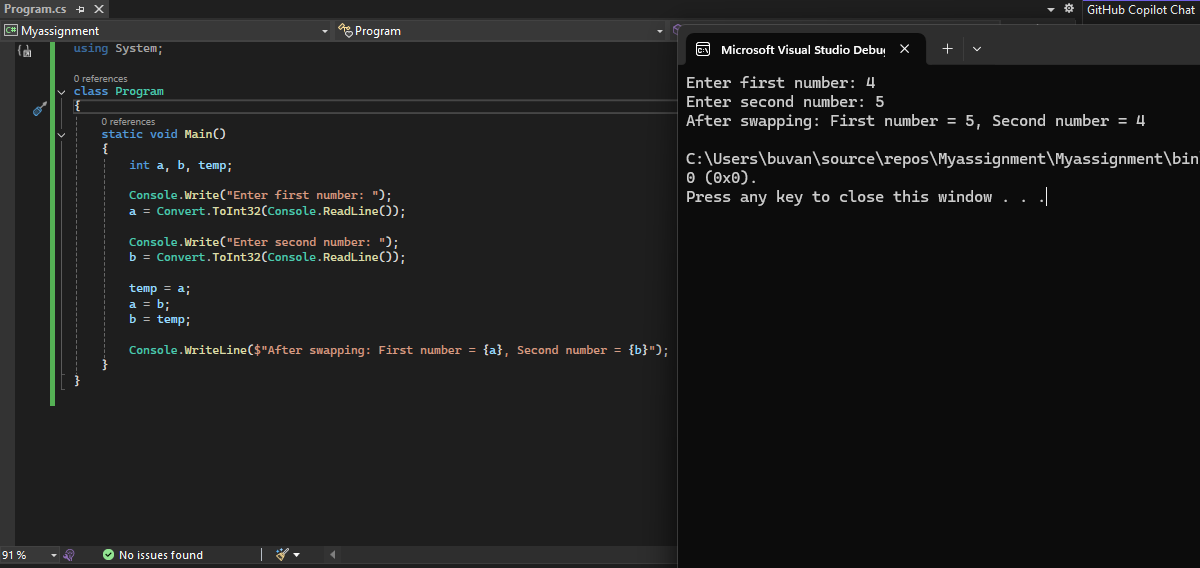 Program.cs
GitHub Copilot Chat
C# Myassignment
Program
using System;
0 references
class Program
{
0 references
static void Main()
{
int a, b, temp;
Console.Write("Enter first number: ");
a = Convert.ToInt32(Console.ReadLine());
Console.Write("Enter second number: ");
b = Convert.ToInt32(Console.ReadLine());
temp = a;
a = b;
b = temp;
Console.WriteLine($"After swapping: First number = {a}, Second number = {b}");
}
}
91 %
No issues found
Microsoft Visual Studio Debug
Enter first number: 4
Enter second number: 5
After swapping: First number = 5, Second number = 4
C:\Users\buvan\source\repos\Myassignment\Myassignment\bin
0 (0x0).
Press any key to close this window . . .